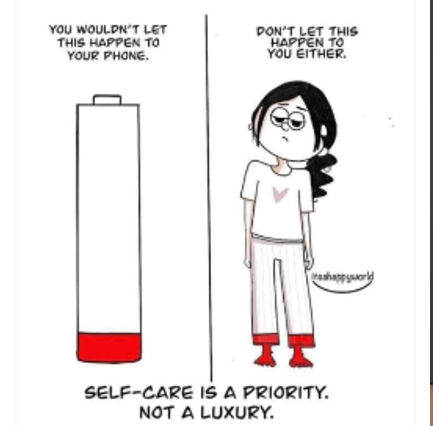 YOU WOULDN'T LET
THIS HAPPEN TO
YOUR PHONE.
DON'T LET THIS
HAPPEN TO
YOU EITHER.
itsahappyworld
SELF-CARE IS A PRIORITY.
NOT A LUXURY.